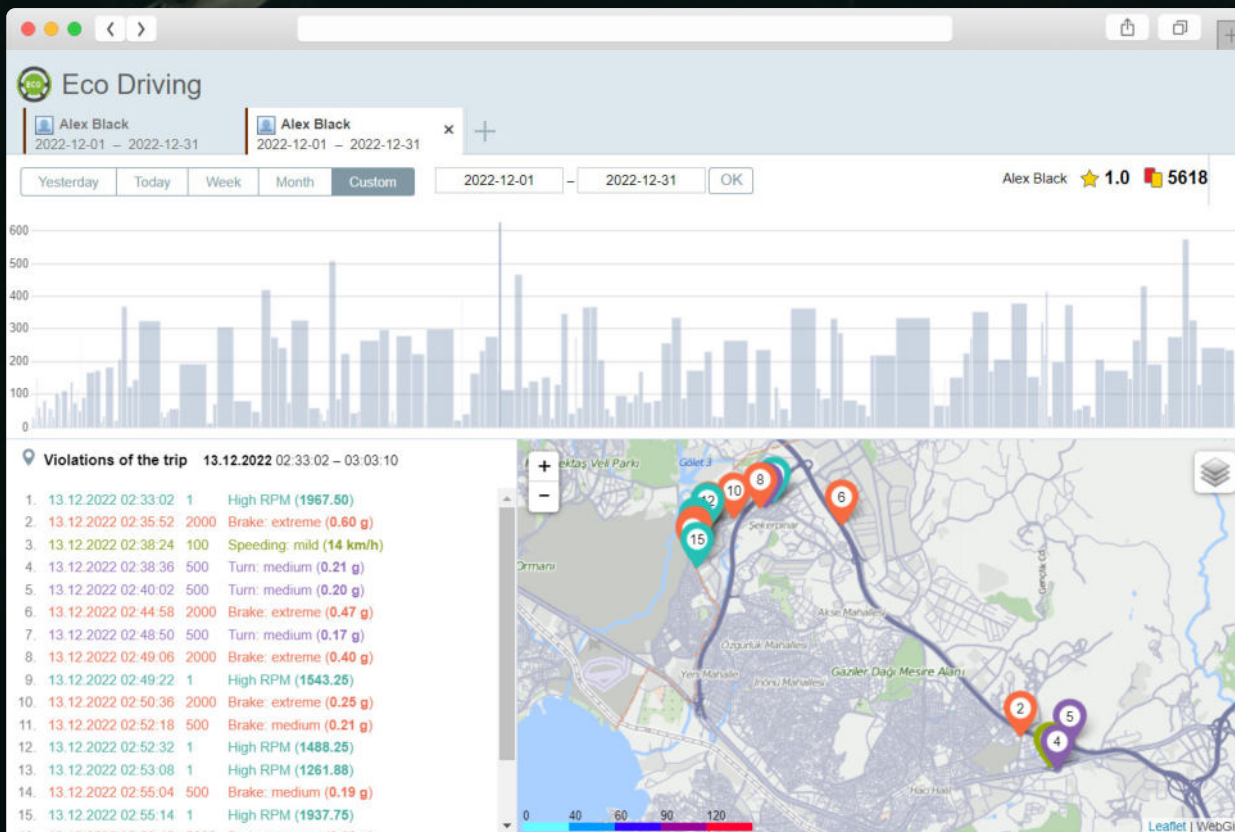 ECO
Eco Driving
Alex Black
2022-12-01 – 2022-12-31
Alex Black
2022-12-01 – 2022-12-31
Yesterday Today Week Month Custom 2022-12-01 – 2022-12-31 OK Alex Black 1.0 5618
600
500
400
300
200
100
0
Violations of the trip 13.12.2022 02:33:02 – 03:03:10
1. 13.12.2022 02:33:02 1 High RPM (1967.50)
2. 13.12.2022 02:35:52 2000 Brake: extreme (0.60 g)
3. 13.12.2022 02:38:24 100 Speeding: mild (14 km/h)
4. 13.12.2022 02:38:36 500 Turn: medium (0.21 g)
5. 13.12.2022 02:40:02 500 Turn: medium (0.20 g)
6. 13.12.2022 02:44:58 2000 Brake: extreme (0.47 g)
7. 13.12.2022 02:48:50 500 Turn: medium (0.17 g)
8. 13.12.2022 02:49:06 2000 Brake: extreme (0.40 g)
9. 13.12.2022 02:49:22 1 High RPM (1543.25)
10. 13.12.2022 02:50:36 2000 Brake: extreme (0.25 g)
11. 13.12.2022 02:52:18 500 Brake: medium (0.21 g)
12. 13.12.2022 02:52:32 1 High RPM (1488.25)
13. 13.12.2022 02:53:08 1 High RPM (1261.88)
14. 13.12.2022 02:55:04 500 Brake: medium (0.19 g)
15. 13.12.2022 02:55:14 1 High RPM (1937.75)
+
−
Veli Parkı
Gölet 3
12
10
8
6
15
Şekerpınar
Ormanı
Gençlik Cd.
Akse Mahallesi
Özgürlük Mahallesi
Yeni Mahalle
İnönü Mahallesi
Gaziler Dağı Mesire Alanı
2
5
4
Hacı Halil
0 40 60 90 120
Leaflet | WebGi